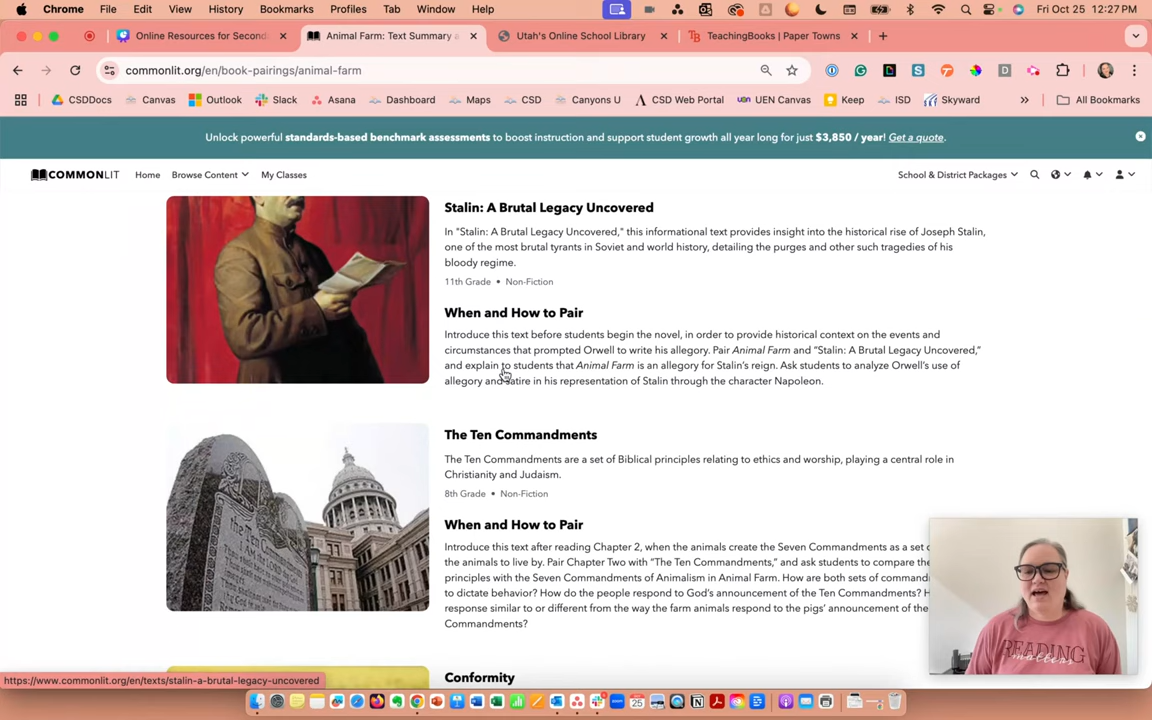 Chrome File Edit View History Bookmarks Profiles Tab Window Help Fri Oct 25 12:27 PM
Online Resources for Second Animal Farm: Text Summary a Utah's Online School Library TeachingBooks | Paper Towns
commonlit.org/en/book-pairings/animal-farm
CSDDocs Canvas Outlook Slack Asana Dashboard Maps CSD Canyons U CSD Web Portal UEN Canvas Keep ISD Skyward All Bookmarks
Unlock powerful standards-based benchmark assessments to boost instruction and support student growth all year long for just $3,850 / year! Get a quote.
COMMONLIT Home Browse Content My Classes School & District Packages
Stalin: A Brutal Legacy Uncovered
In "Stalin: A Brutal Legacy Uncovered," this informational text provides insight into the historical rise of Joseph Stalin,
one of the most brutal tyrants in Soviet and world history, detailing the purges and other such tragedies of his
bloody regime.
11th Grade • Non-Fiction
When and How to Pair
Introduce this text before students begin the novel, in order to provide historical context on the events and
circumstances that prompted Orwell to write his allegory. Pair Animal Farm and “Stalin: A Brutal Legacy Uncovered,”
and explain to students that Animal Farm is an allegory for Stalin’s reign. Ask students to analyze Orwell’s use of
allegory and satire in his representation of Stalin through the character Napoleon.
The Ten Commandments
The Ten Commandments are a set of Biblical principles relating to ethics and worship, playing a central role in
Christianity and Judaism.
8th Grade • Non-Fiction
When and How to Pair
Introduce this text after reading Chapter 2, when the animals create the Seven Commandments as a set
the animals to live by. Pair Chapter Two with “The Ten Commandments,” and ask students to compare the
principles with the Seven Commandments of Animalism in Animal Farm. How are both sets of
to dictate behavior? How do the people respond to God’s announcement of the Ten Commandments?
response similar to or different from the way the farm animals respond to the pigs’ announcement of the
Commandments?
READING
matters
Conformity
https://www.commonlit.org/en/texts/stalin-a-brutal-legacy-uncovered